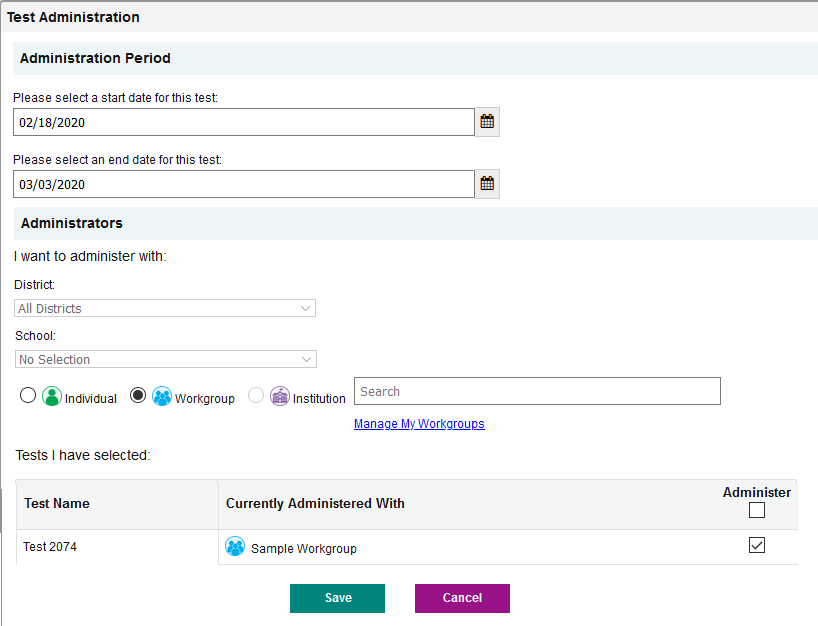 Test Administration
Administration Period
Please select a start date for this test:
02/18/2020
Please select an end date for this test:
03/03/2020
Administrators
I want to administer with:
District:
All Districts
School:
No Selection
Individual Workgroup Institution Search
Manage My Workgroups
Tests I have selected:
Test Name Currently Administered With Administer
Test 2074 Sample Workgroup
Save Cancel